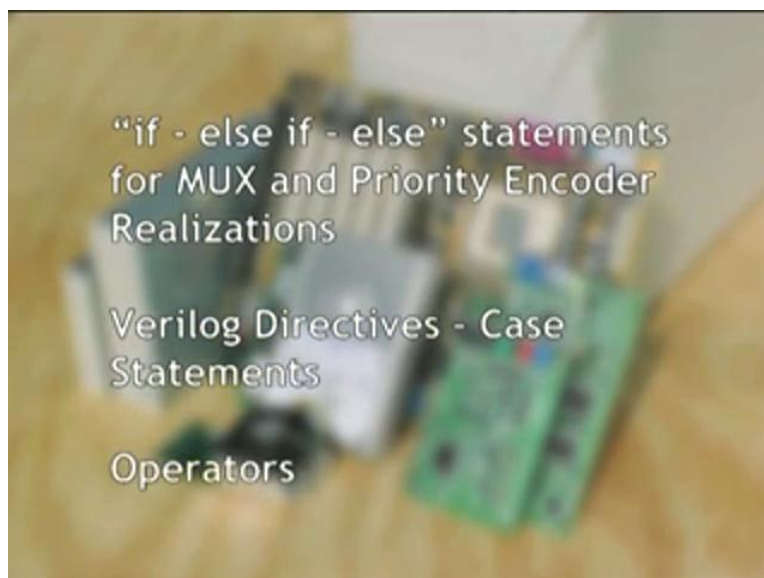 “if - else if - else” statements
for MUX and Priority Encoder
Realizations
Verilog Directives - Case
Statements
Operators